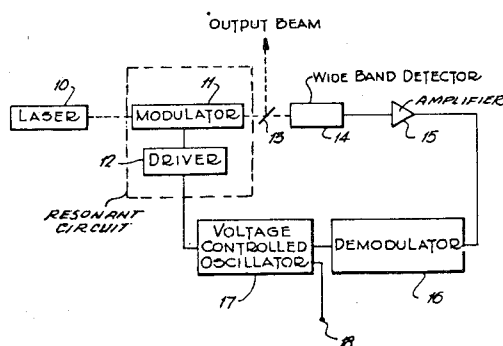 OUTPUT BEAM
WIDE BAND DETECTOR
10
11
AMPLIFIER
LASER
MODULATOR
13
14
15
12
DRIVER
RESONANT
CIRCUIT
VOLTAGE
CONTROLLED
OSCILLATOR
DEMODULATOR
17
16
18